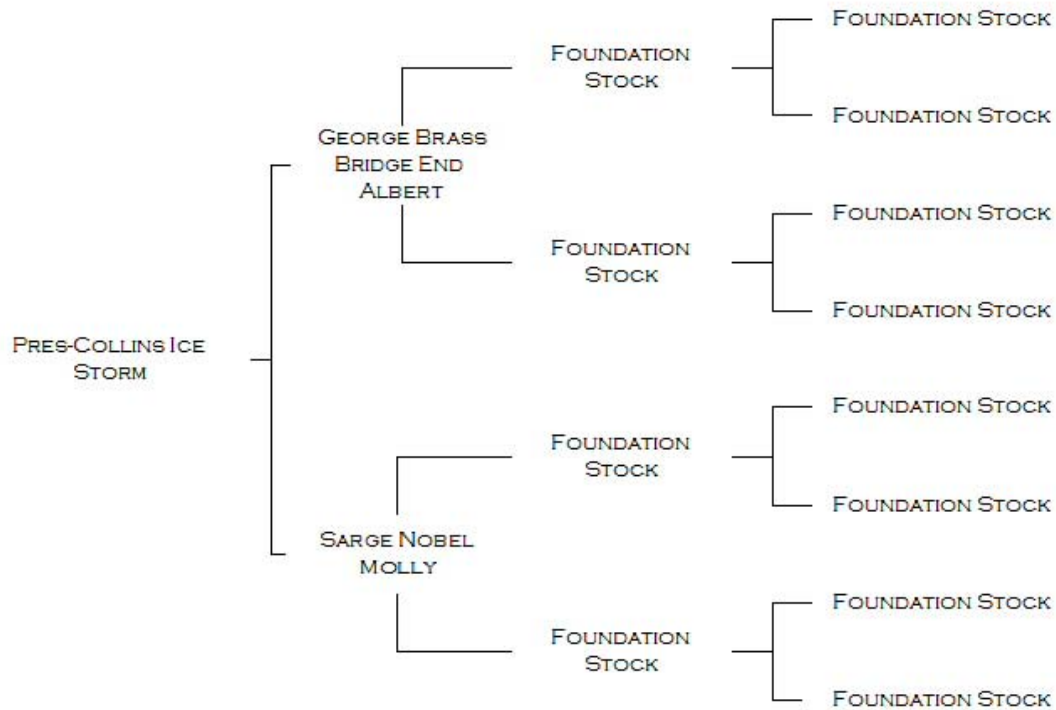 Foundation Stock
Foundation
Stock
Foundation Stock
George Brass
Bridge End
Albert
Foundation Stock
Foundation
Stock
Foundation Stock
Pres-Collins Ice
Storm
Foundation Stock
Foundation
Stock
Foundation Stock
Sarge Nobel
Molly
Foundation Stock
Foundation
Stock
Foundation Stock